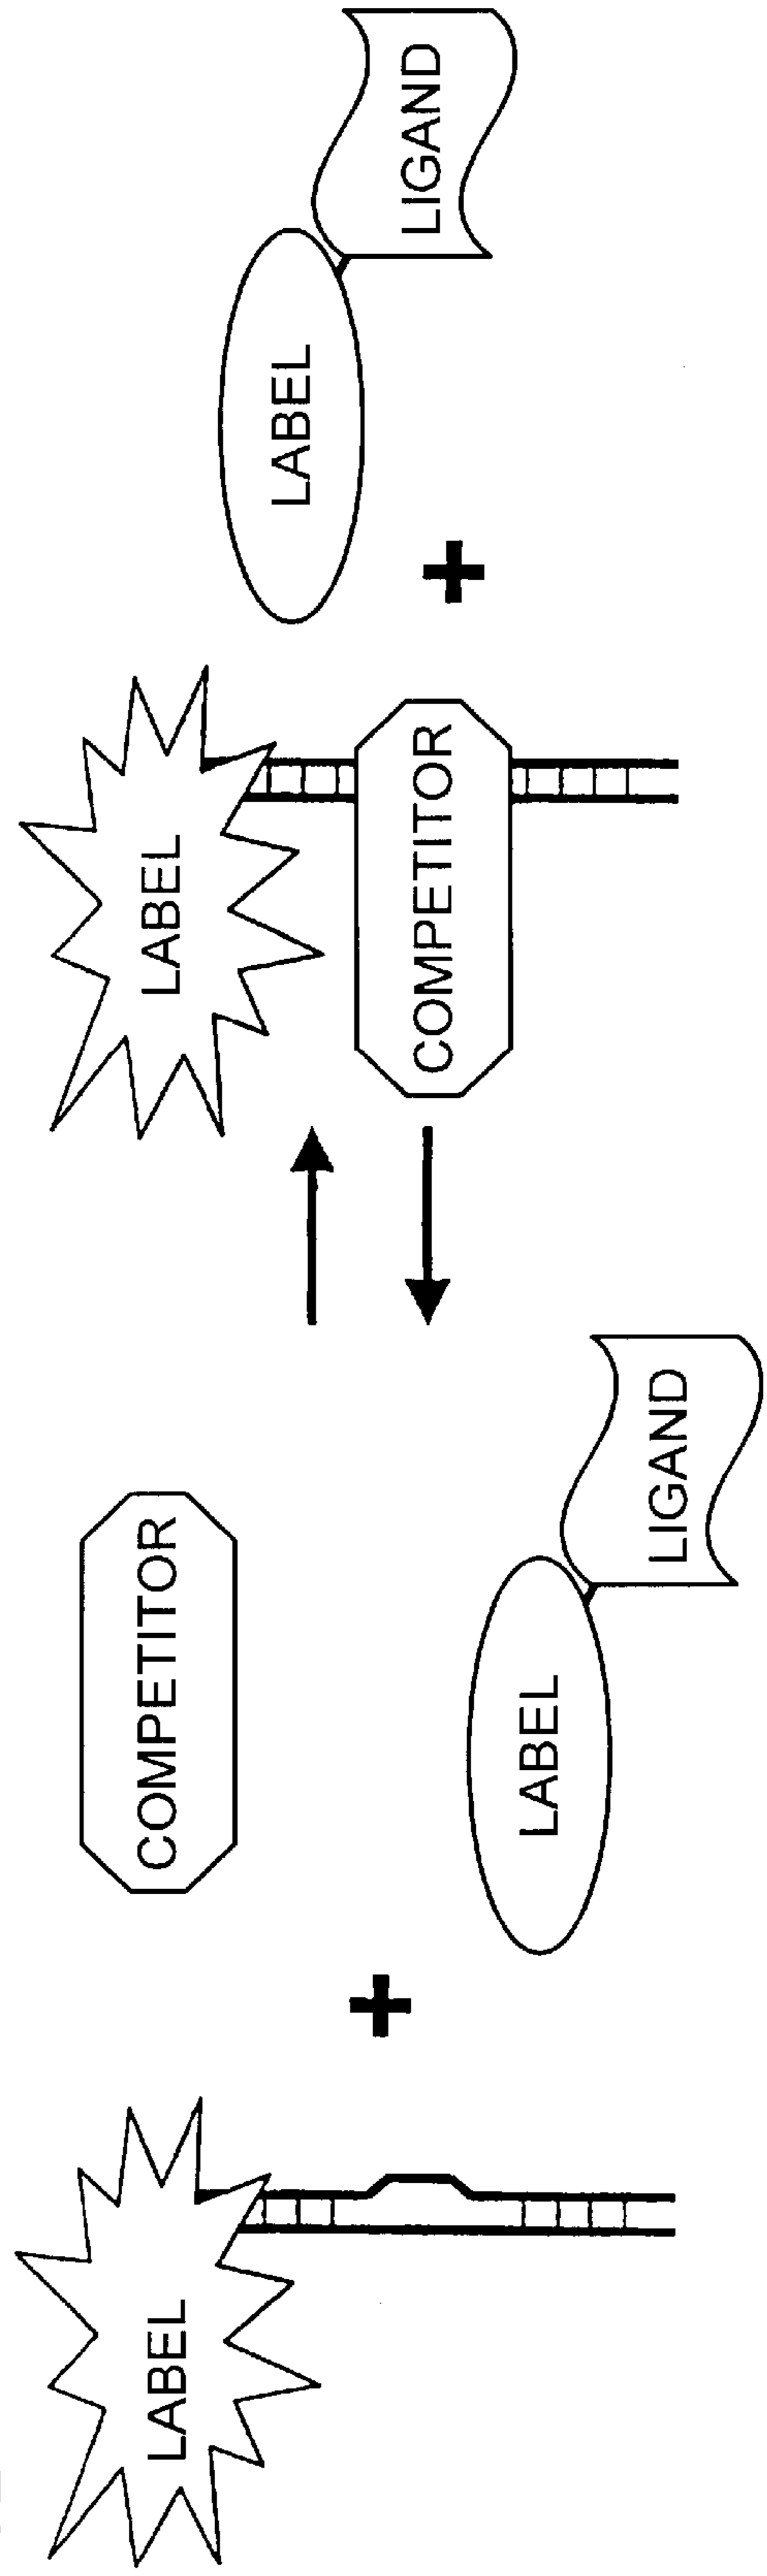 LABEL
+
COMPETITOR
LABEL
LIGAND
LABEL
COMPETITOR
+
LABEL
LIGAND